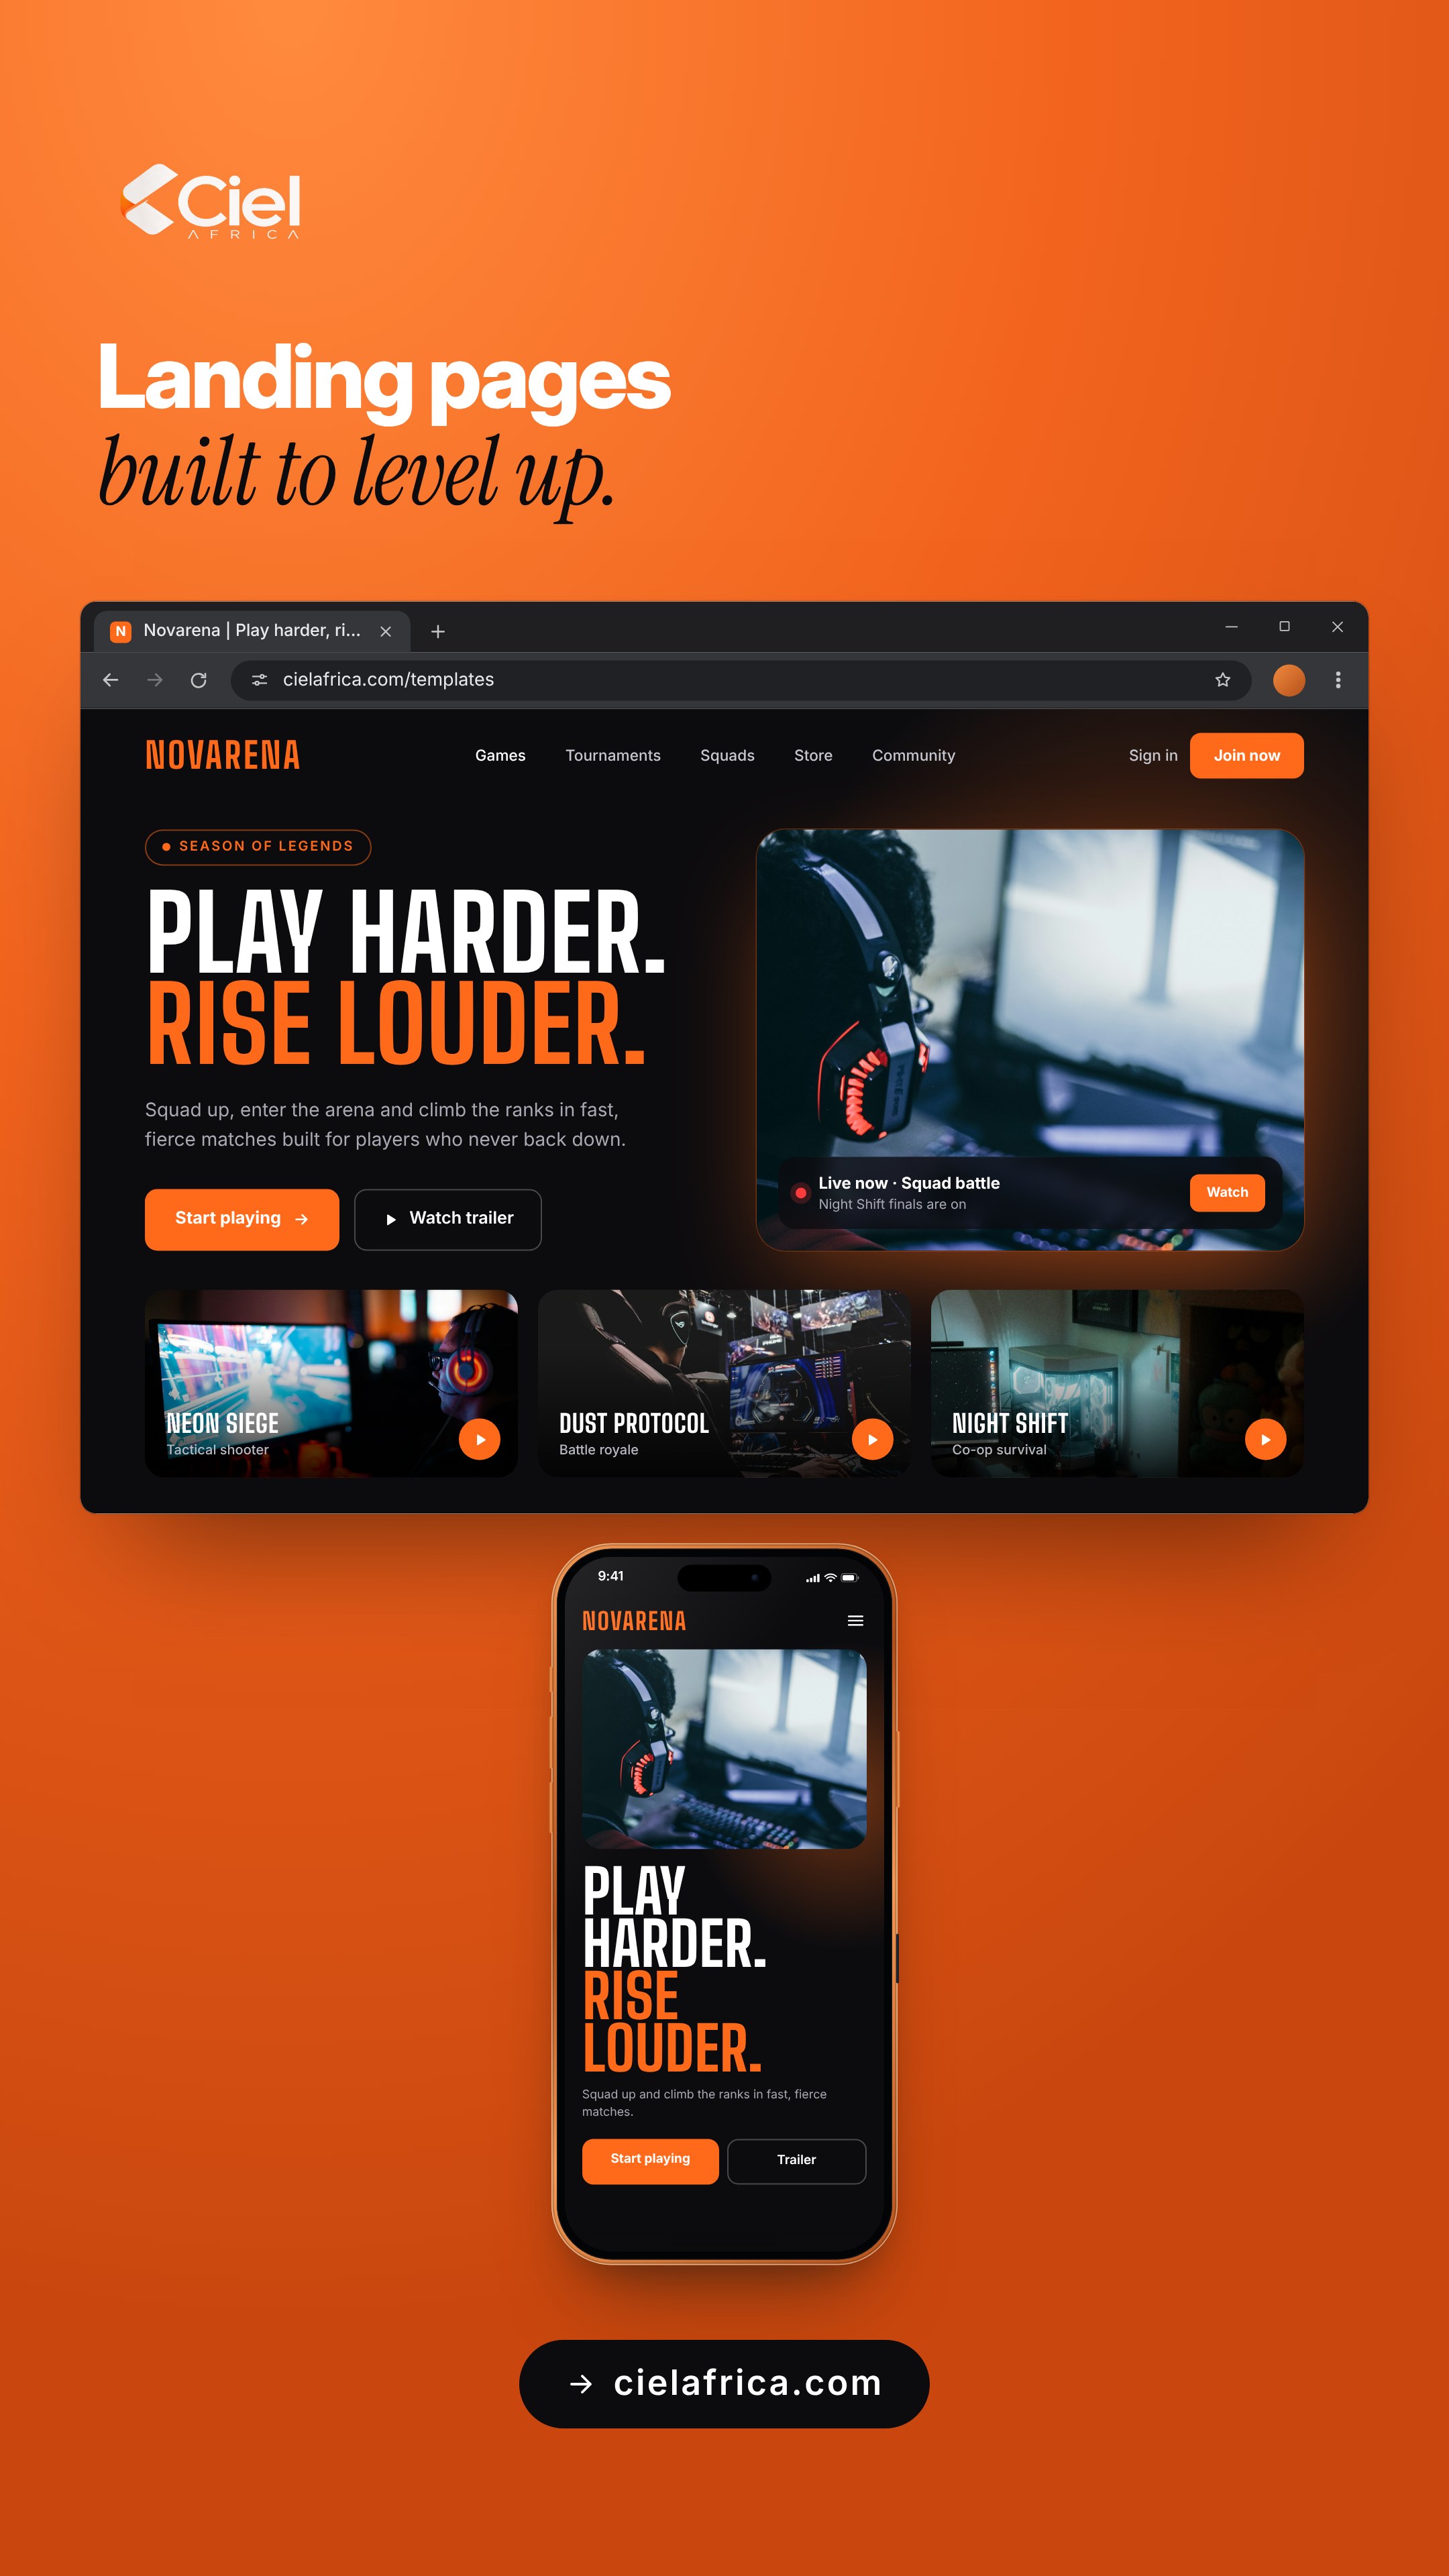 Ciel
AFRICA
Landing pages
built to level up.
N
Novarena | Play harder, ri...
cielafrica.com/templates
NOVARENA
Games
Tournaments
Squads
Store
Community
Sign in
Join now
SEASON OF LEGENDS
PLAY HARDER.
RISE LOUDER.
Squad up, enter the arena and climb the ranks in fast,
fierce matches built for players who never back down.
Start playing
Watch trailer
Live now · Squad battle
Night Shift finals are on
Watch
NEON SIEGE
Tactical shooter
DUST PROTOCOL
Battle royale
NIGHT SHIFT
Co-op survival
9:41
NOVARENA
PLAY
HARDER.
RISE
LOUDER.
Squad up and climb the ranks in fast, fierce
matches.
Start playing
Trailer
cielafrica.com